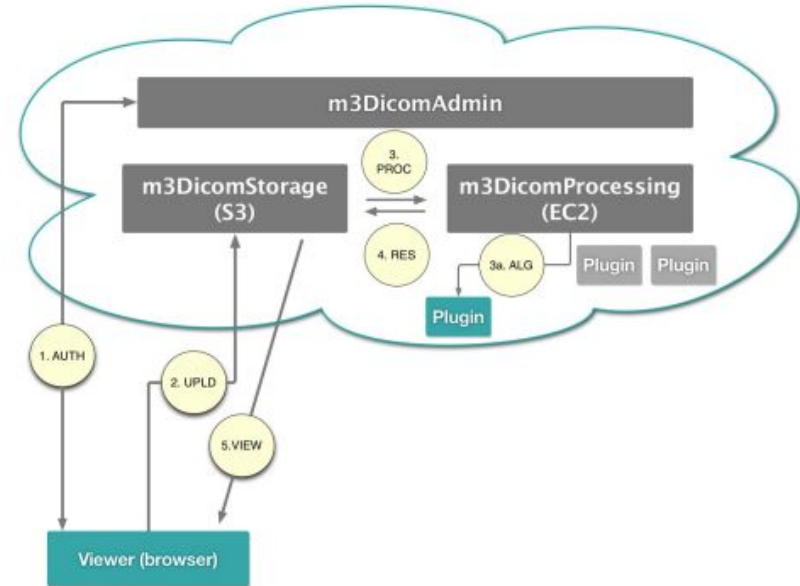 m3DicomAdmin
3.
PROC
m3DicomStorage
(S3)
m3DicomProcessing
(EC2)
4. RES
3a. ALG
Plugin
Plugin
Plugin
1. AUTH
2. UPLD
5.VIEW
Viewer (browser)